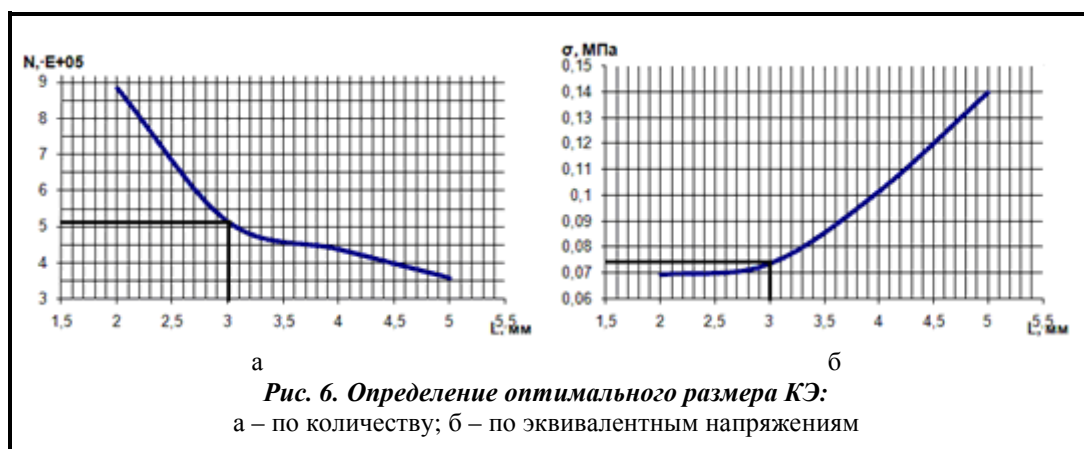 N,·E+05
9
8
7
6
5
4
3
1,5 2 2,5 3 3,5 4 4,5 5 5,5
L, мм
σ, МПа
0,15
0,14
0,13
0,12
0,11
0,1
0,09
0,08
0,07
0,06
1,5 2 2,5 3 3,5 4 4,5 5 5,5
L, мм
а б
Рис. 6. Определение оптимального размера КЭ:
а – по количеству; б – по эквивалентным напряжениям